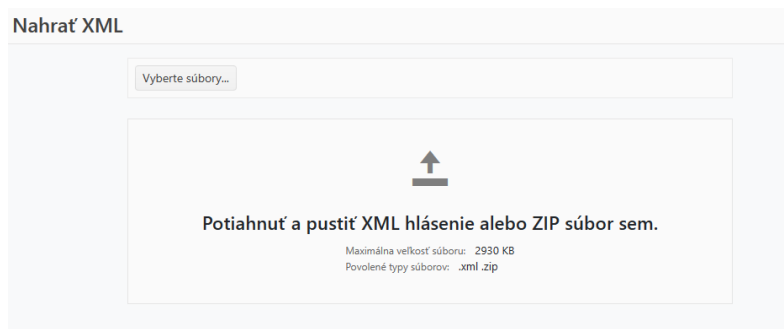 Nahrať XML
Vyberte súbory...
Potiahnuť a pustiť XML hlásenie alebo ZIP súbor sem.
Maximálna veľkosť súboru: 2930 KB
Povolené typy súborov: .xml .zip